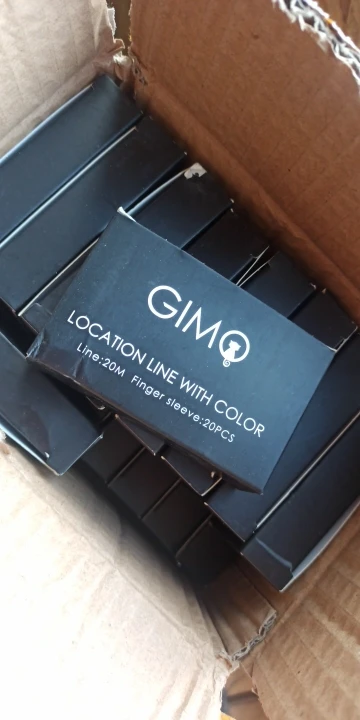 GIMO
LOCATION LINE WITH COLOR
Line:20M Finger sleeve:20PCS